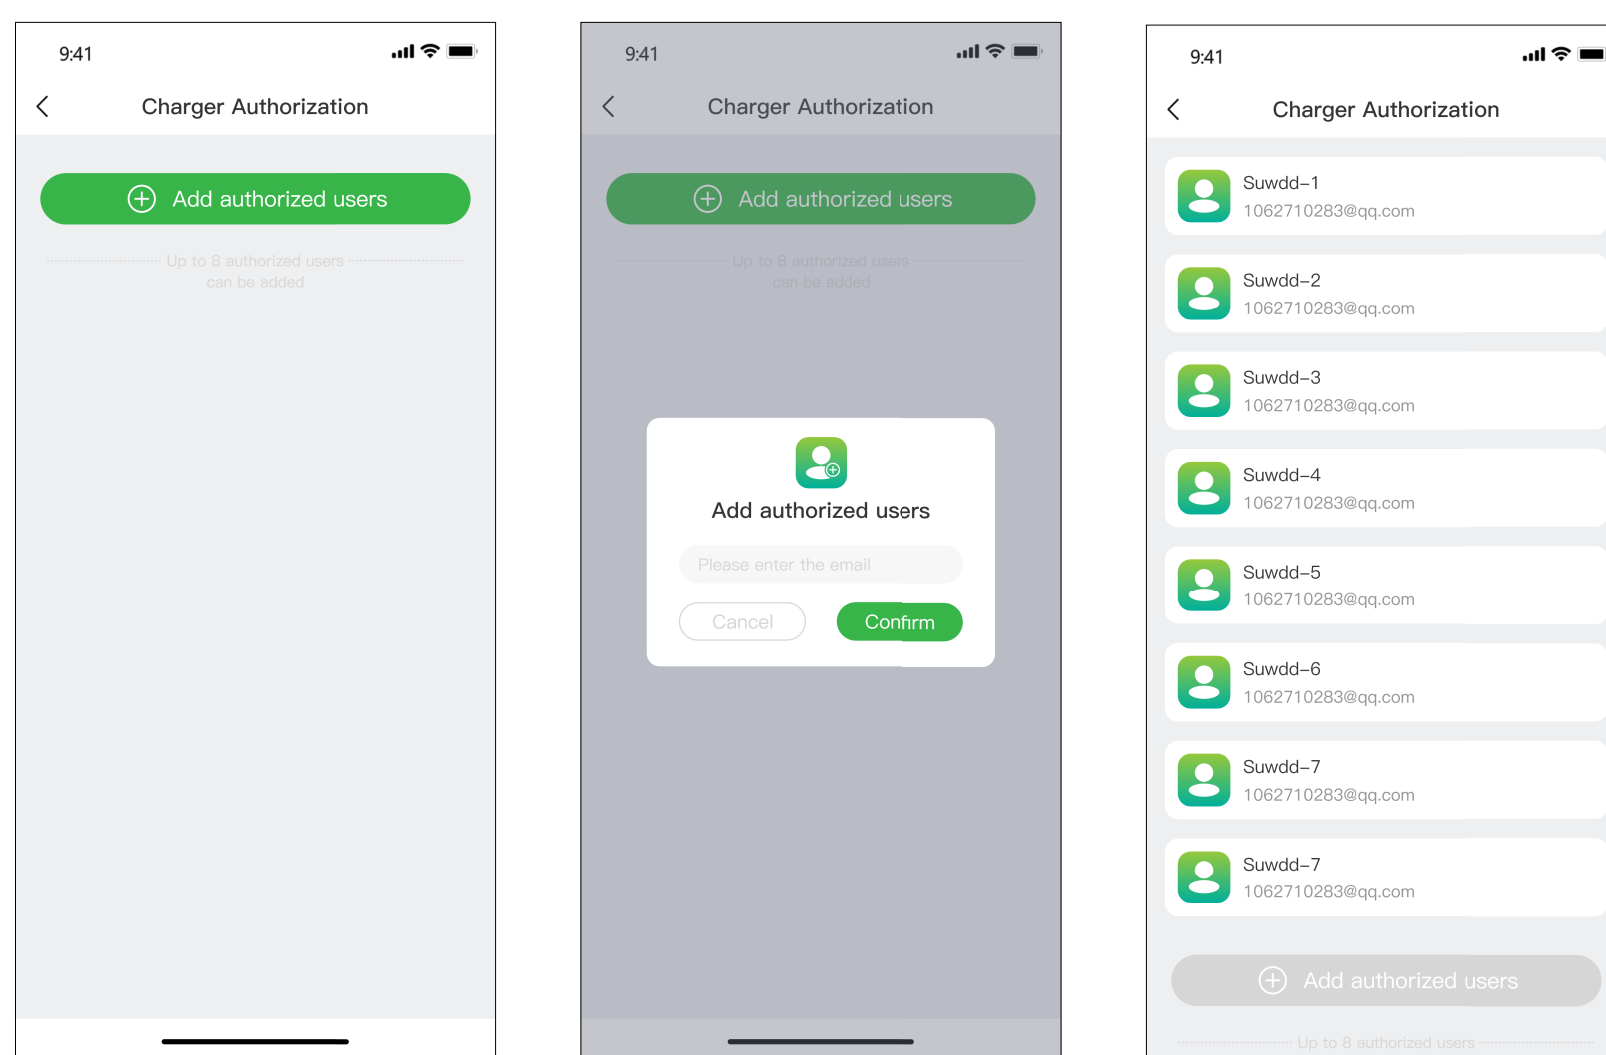 9:41
Charger Authorization
Add authorized users
Up to 8 authorized users
can be added
9:41
Charger Authorization
Add authorized users
Up to 8 authorized users
can be added
Add authorized users
Please enter the email
Cancel
Confirm
9:41
Charger Authorization
Suwdd-1
1062710283@qq.com
Suwdd-2
1062710283@qq.com
Suwdd-3
1062710283@qq.com
Suwdd-4
1062710283@qq.com
Suwdd-5
1062710283@qq.com
Suwdd-6
1062710283@qq.com
Suwdd-7
1062710283@qq.com
Suwdd-7
1062710283@qq.com
Add authorized users
Up to 8 authorized users